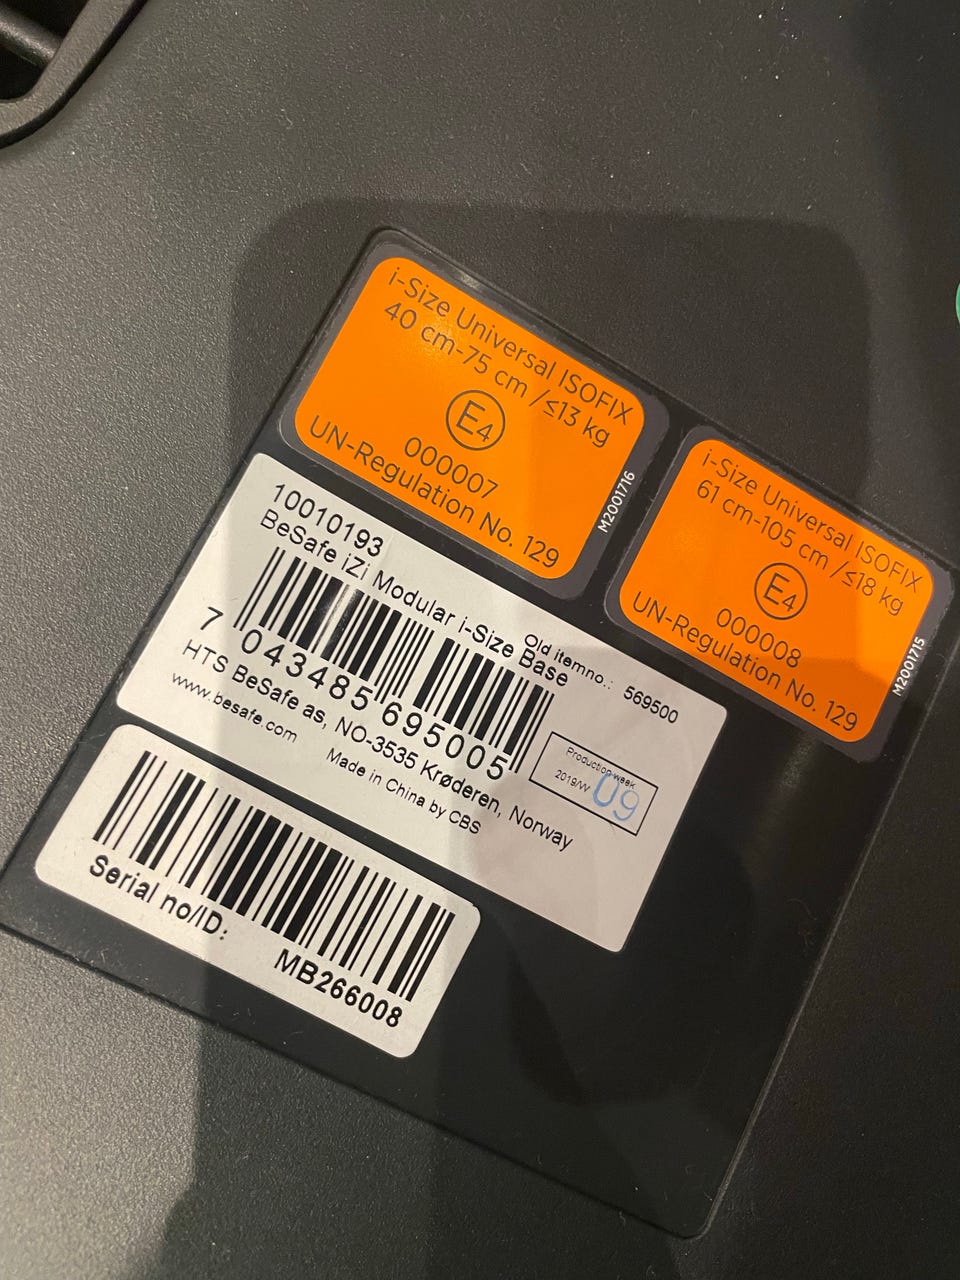 i-Size Universal ISOFIX
40 cm-75 cm /≤13 kg
E4
000007
UN-Regulation No. 129
M2001716
i-Size Universal ISOFIX
61 cm-105 cm /≤18 kg
E4
000008
UN-Regulation No. 129
M2001715
10010193
Old itemno.: 569500
BeSafe iZi Modular i-Size Base
7 043485 695005
Production week
2019/W 09
HTS BeSafe as, NO-3535 Krøderen, Norway
www.besafe.com
Made in China by CBS
Serial no/ID:
MB266008